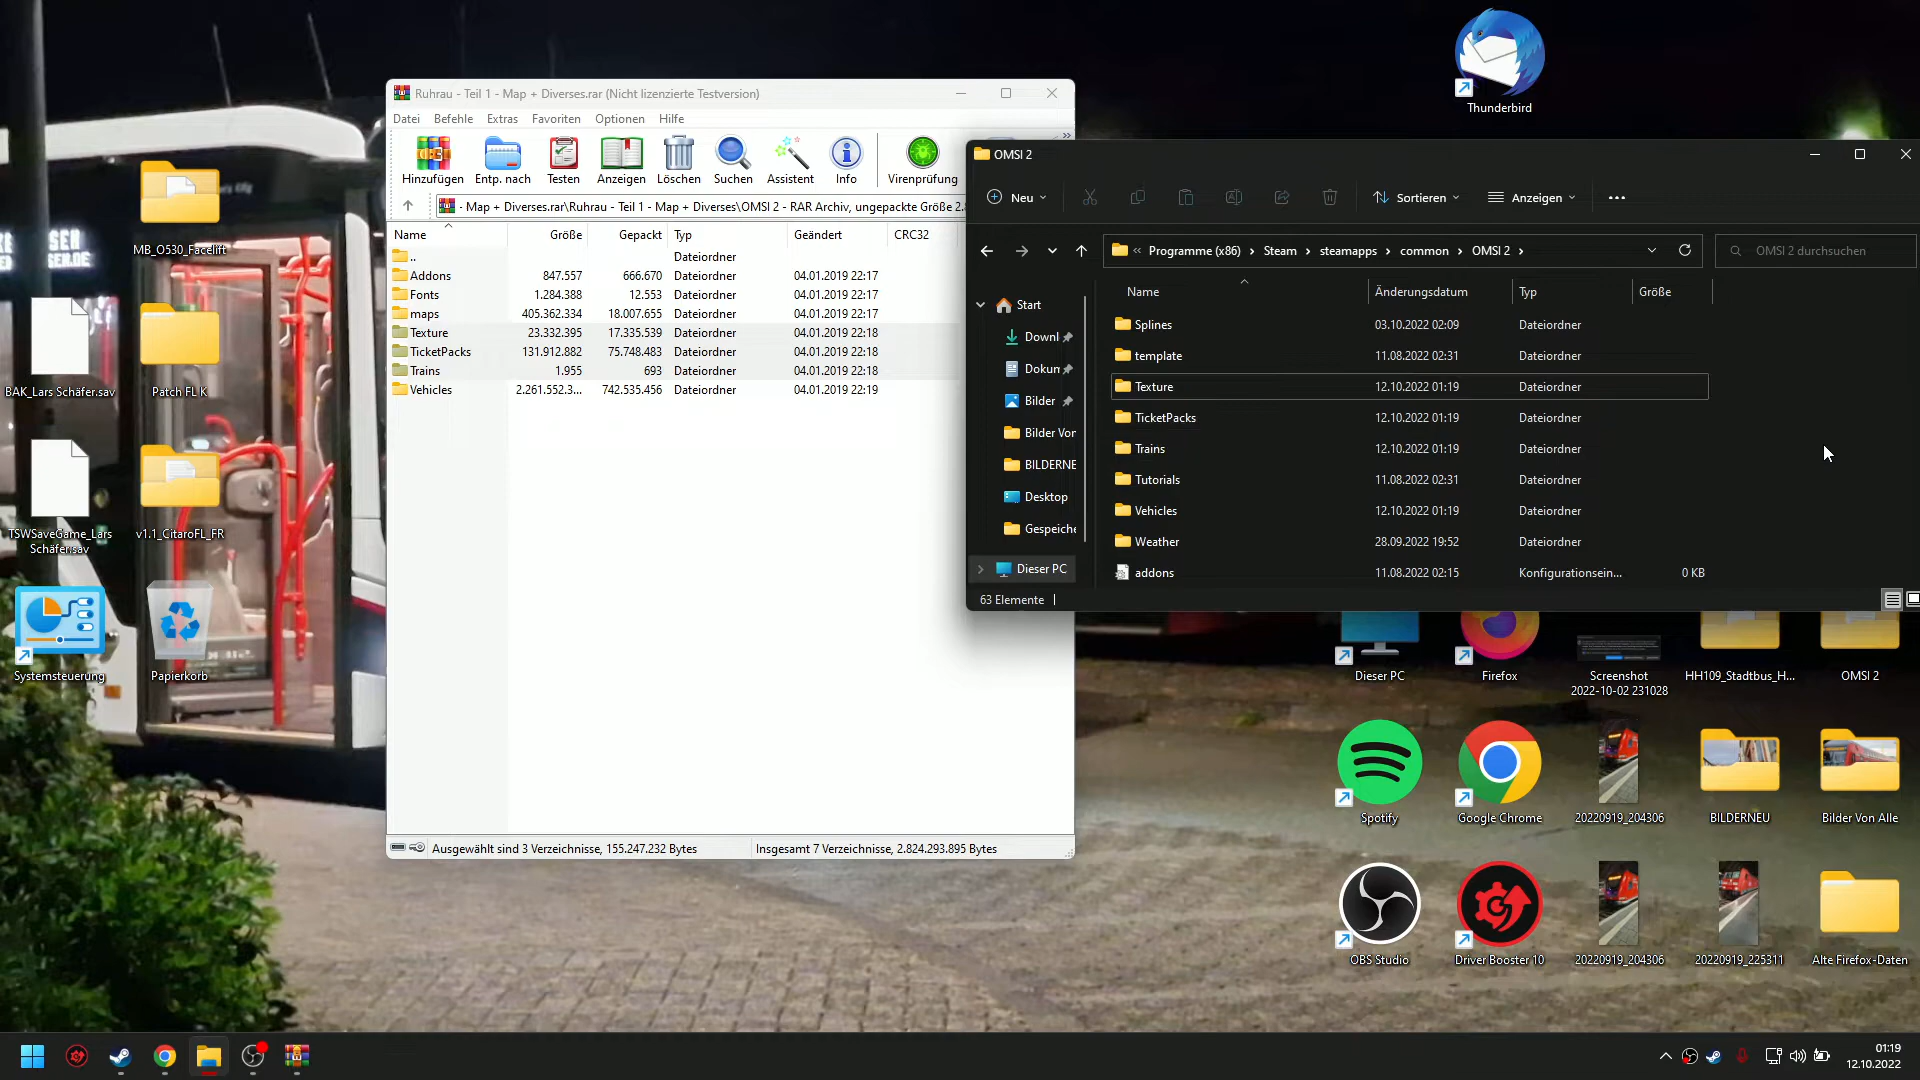 Thunderbird
MB_O530_Facelift
BAK_Lars Schäfer.sav
Patch FL K
TSWSaveGame_Lars
Schäfer.sav
v1.1_CitaroFL_FR
Systemsteuerung
Papierkorb
Ruhrau - Teil 1 - Map + Diverses.rar (Nicht lizenzierte Testversion)
Datei Befehle Extras Favoriten Optionen Hilfe
Hinzufügen Entp. nach Testen Anzeigen Löschen Suchen Assistent Info Virenprüfung
- Map + Diverses.rar\Ruhrau - Teil 1 - Map + Diverses\OMSI 2 - RAR Archiv, ungepackte Größe 2.8
Name Größe Gepackt Typ Geändert CRC32
.. Dateiordner
Addons 847.557 666.670 Dateiordner 04.01.2019 22:17
Fonts 1.284.388 12.553 Dateiordner 04.01.2019 22:17
maps 405.362.334 18.007.655 Dateiordner 04.01.2019 22:17
Texture 23.332.395 17.335.539 Dateiordner 04.01.2019 22:18
TicketPacks 131.912.882 75.748.483 Dateiordner 04.01.2019 22:18
Trains 1.955 693 Dateiordner 04.01.2019 22:18
Vehicles 2.261.552.3... 742.535.456 Dateiordner 04.01.2019 22:19
Ausgewählt sind 3 Verzeichnisse, 155.247.232 Bytes
Insgesamt 7 Verzeichnisse, 2.824.293.895 Bytes
OMSI 2
Neu Sortieren Anzeigen
« Programme (x86) › Steam › steamapps › common › OMSI 2 ›
OMSI 2 durchsuchen
Start
Downl
Dokun
Bilder
Bilder Vor
BILDERNE
Desktop
Gespeiche
Dieser PC
Name Änderungsdatum Typ Größe
Splines 03.10.2022 02:09 Dateiordner
template 11.08.2022 02:31 Dateiordner
Texture 12.10.2022 01:19 Dateiordner
TicketPacks 12.10.2022 01:19 Dateiordner
Trains 12.10.2022 01:19 Dateiordner
Tutorials 11.08.2022 02:31 Dateiordner
Vehicles 12.10.2022 01:19 Dateiordner
Weather 28.09.2022 19:52 Dateiordner
addons 11.08.2022 02:15 Konfigurationsein... 0 KB
63 Elemente
Dieser PC
Firefox
Screenshot
2022-10-02 231028
HH109_Stadtbus_H...
OMSI 2
Spotify
Google Chrome
20220919_204306
BILDERNEU
Bilder Von Alle
OBS Studio
Driver Booster 10
20220919_204306
20220919_225311
Alte Firefox-Daten
01:19
12.10.2022